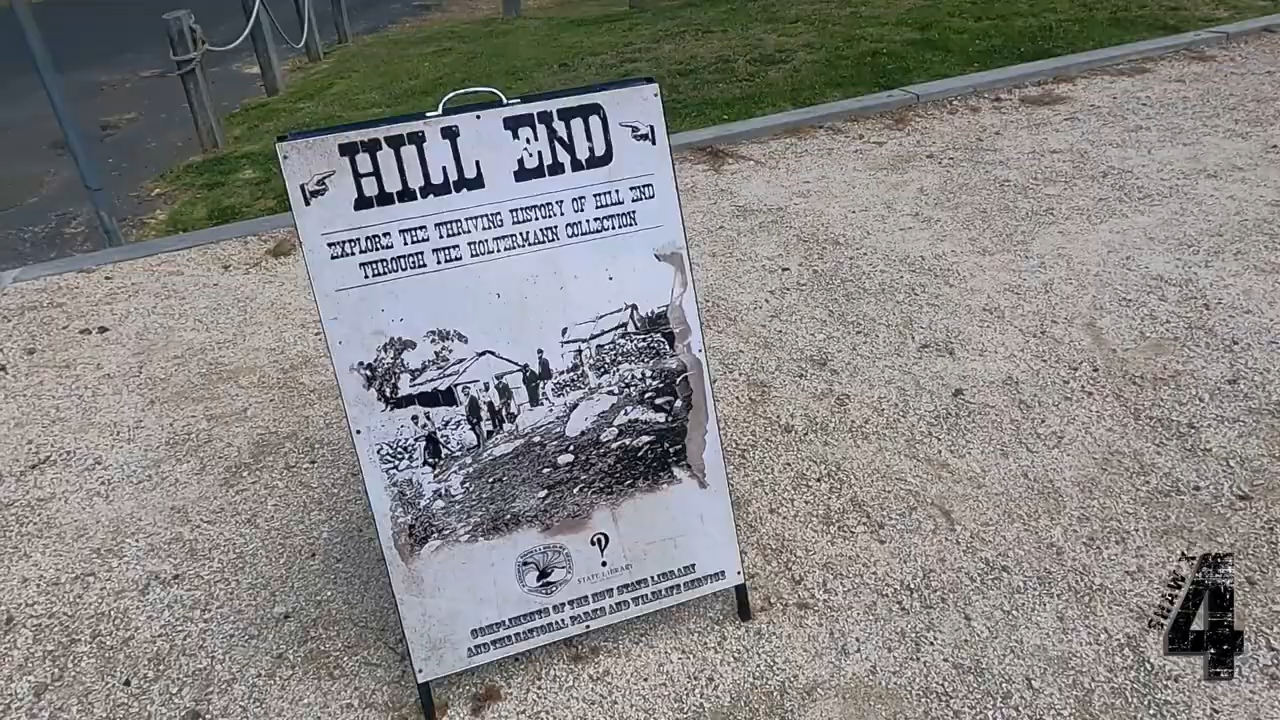 HILL END
EXPLORE THE THRIVING HISTORY OF HILL END
THROUGH THE HOLTERMANN COLLECTION
?
STATE LIBRARY
COMPLIMENTS OF THE NSW STATE LIBRARY
AND THE NATIONAL PARKS AND WILDLIFE SERVICE
SHAW X
4